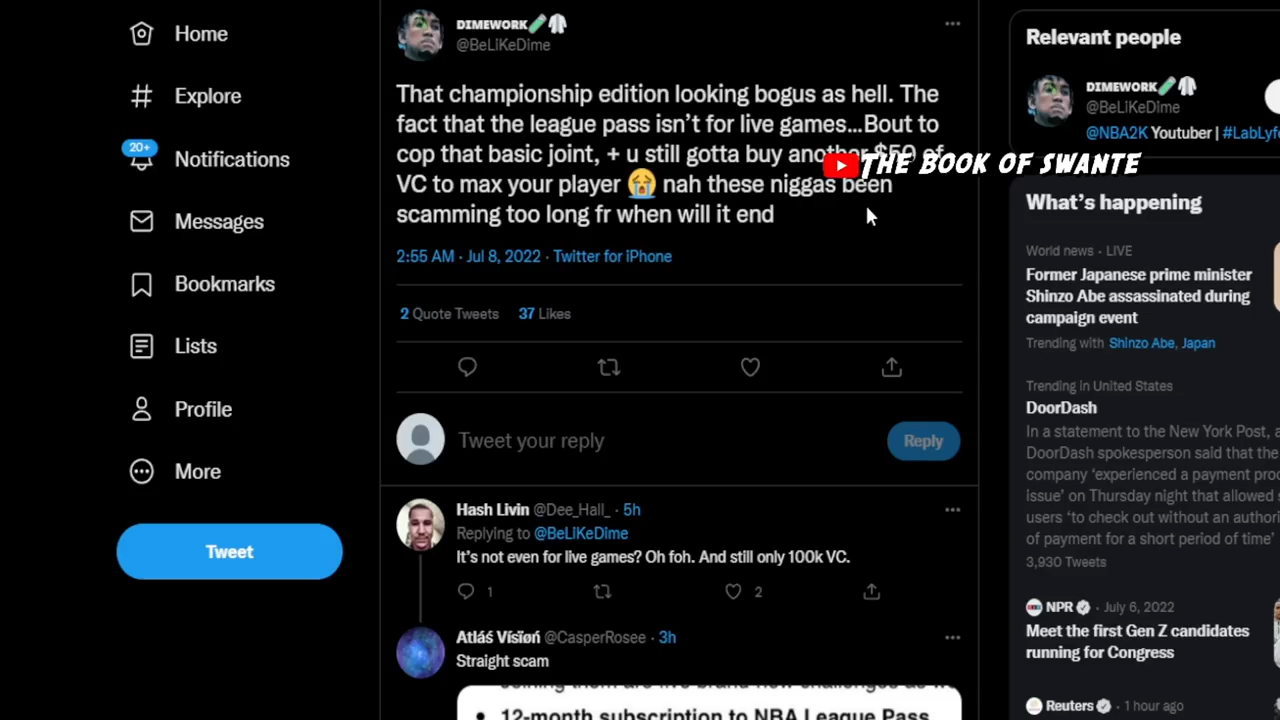 Home
Explore
20+
Notifications
Messages
Bookmarks
Lists
Profile
More
Tweet
DIMEWORK
@BeLiKeDime
That championship edition looking bogus as hell. The
fact that the league pass isn't for live games...Bout to
cop that basic joint, + u still gotta buy another $50 of
VC to max your player 😭 nah these niggas been
scamming too long fr when will it end
2:55 AM · Jul 8, 2022 · Twitter for iPhone
2 Quote Tweets 37 Likes
Tweet your reply
Reply
Hash Livin @Dee_Hall_ · 5h
Replying to @BeLiKeDime
It's not even for live games? Oh foh. And still only 100k VC.
1 2
Atláš Vísïøń @CasperRosee · 3h
Straight scam
• 12-month subscription to NBA League Pass
THE BOOK OF SWANTE
Relevant people
DIMEWORK
@BeLiKeDime
@NBA2K Youtuber | #LabLyfe
What's happening
World news · LIVE
Former Japanese prime minister
Shinzo Abe assassinated during
campaign event
Trending with Shinzo Abe, Japan
Trending in United States
DoorDash
In a statement to the New York Post, a
DoorDash spokesperson said that the
company 'experienced a payment proc
issue' on Thursday night that allowed s
users 'to check out without an authori
of payment for a short period of time'
3,930 Tweets
NPR · July 6, 2022
Meet the first Gen Z candidates
running for Congress
Reuters · 1 hour ago